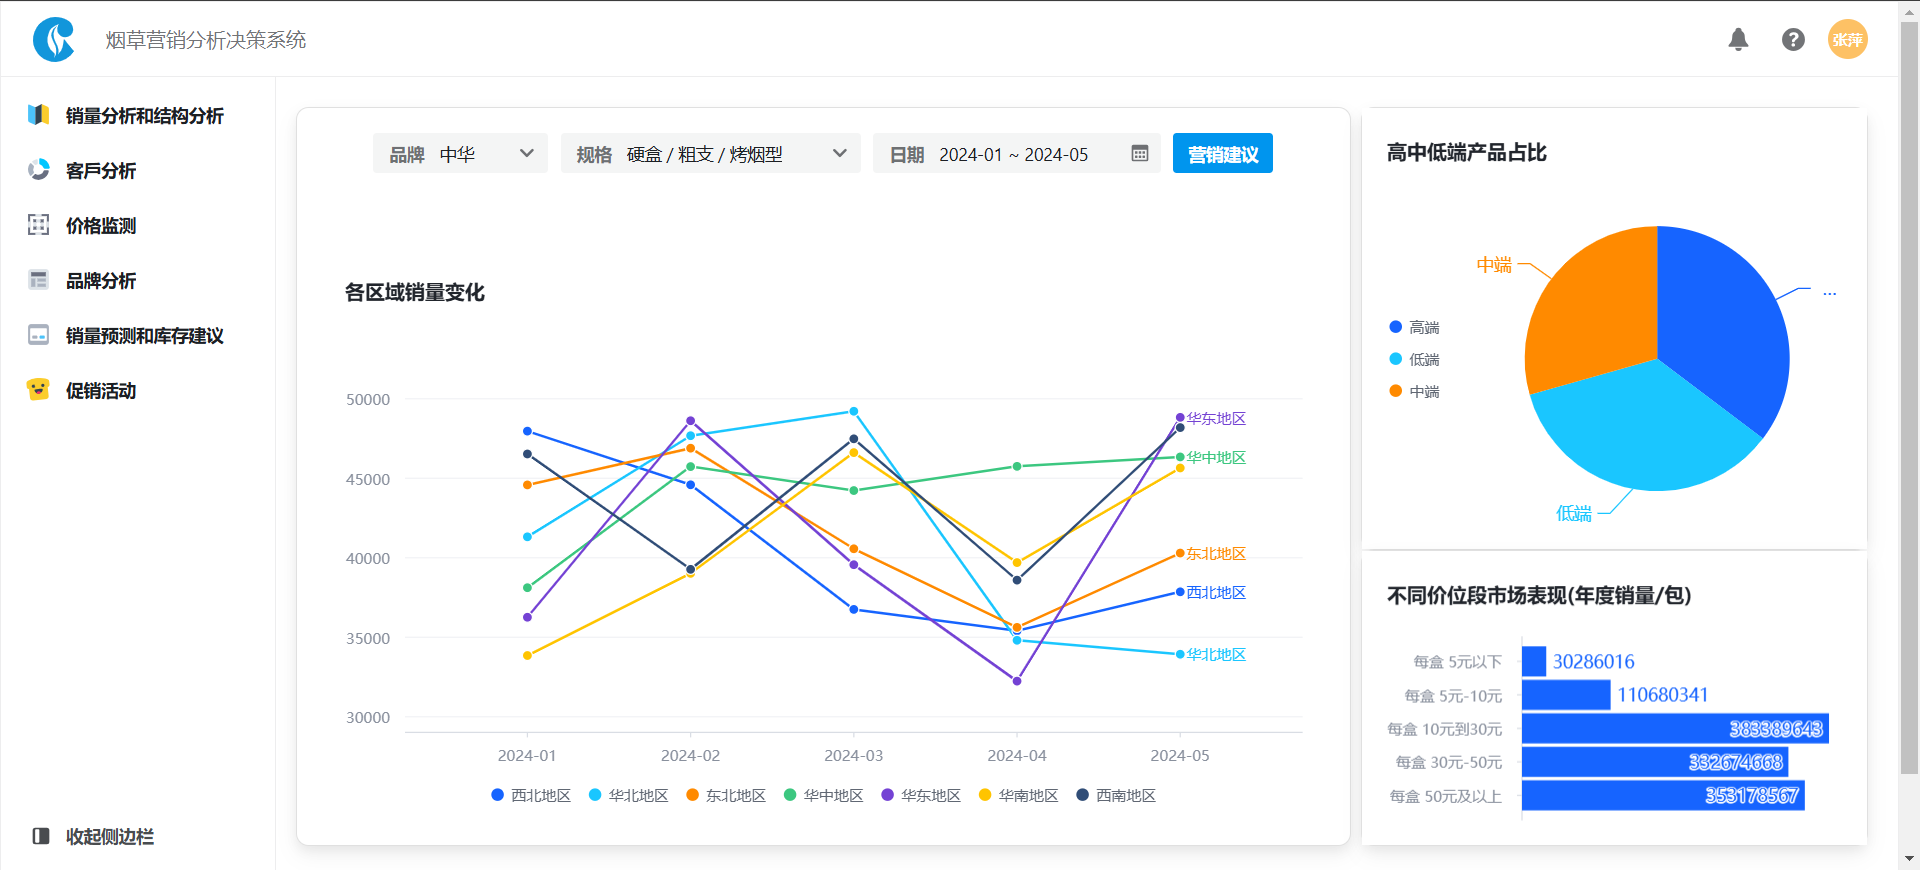 烟草营销分析决策系统
张萍
销量分析和结构分析
客戶分析
价格监测
品牌分析
销量预测和库存建议
促销活动
收起侧边栏
品牌 中华
规格 硬盒 / 粗支 / 烤烟型
日期 2024-01 ~ 2024-05
营销建议
各区域销量变化
50000
45000
40000
35000
30000
华东地区
华中地区
东北地区
西北地区
华北地区
2024-01 2024-02 2024-03 2024-04 2024-05
西北地区 华北地区 东北地区 华中地区 华东地区 华南地区 西南地区
高中低端产品占比
中端
...
高端
低端
中端
低端
不同价位段市场表现(年度销量/包)
每盒 5元以下 30286016
每盒 5元-10元 110680341
每盒 10元到30元 383389643
每盒 30元-50元 332674668
每盒 50元及以上 353178567